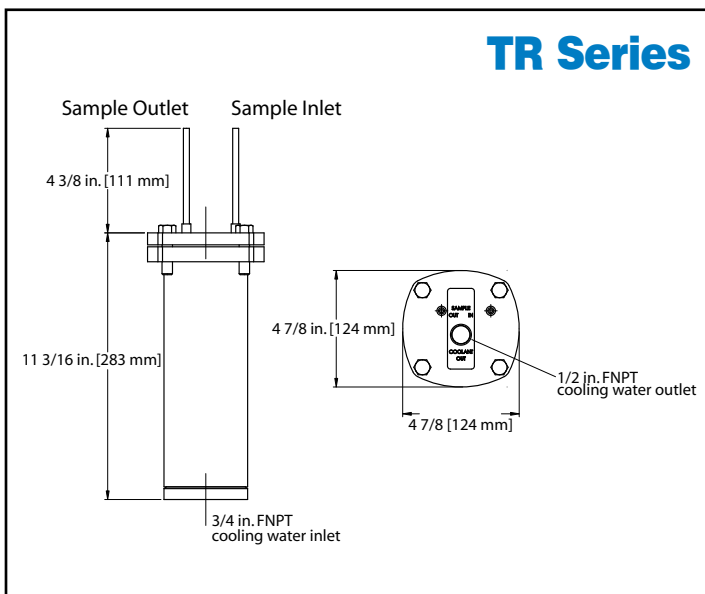 TR Series
Sample Outlet
Sample Inlet
4 3/8 in. [111 mm]
11 3/16 in. [283 mm]
3/4 in. FNPT
cooling water inlet
4 7/8 in. [124 mm]
SAMPLE
OUT IN
COOLANT
OUT
1/2 in. FNPT
cooling water outlet
4 7/8 [124 mm]